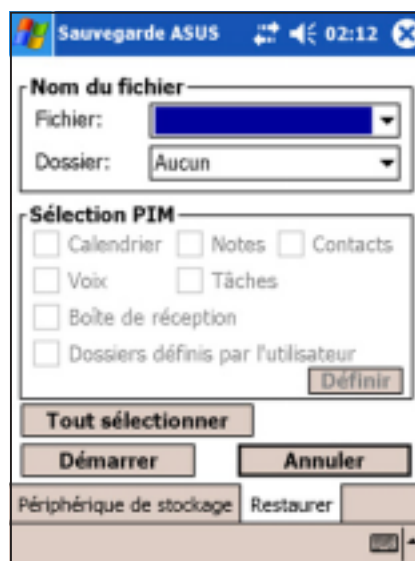 Sauvegarde ASUS 02:12
Nom du fichier
Fichier:
Dossier: Aucun
Sélection PIM
Calendrier Notes Contacts
Voix Tâches
Boîte de réception
Dossiers définis par l'utilisateur
Définir
Tout sélectionner
Démarrer Annuler
Périphérique de stockage Restaurer